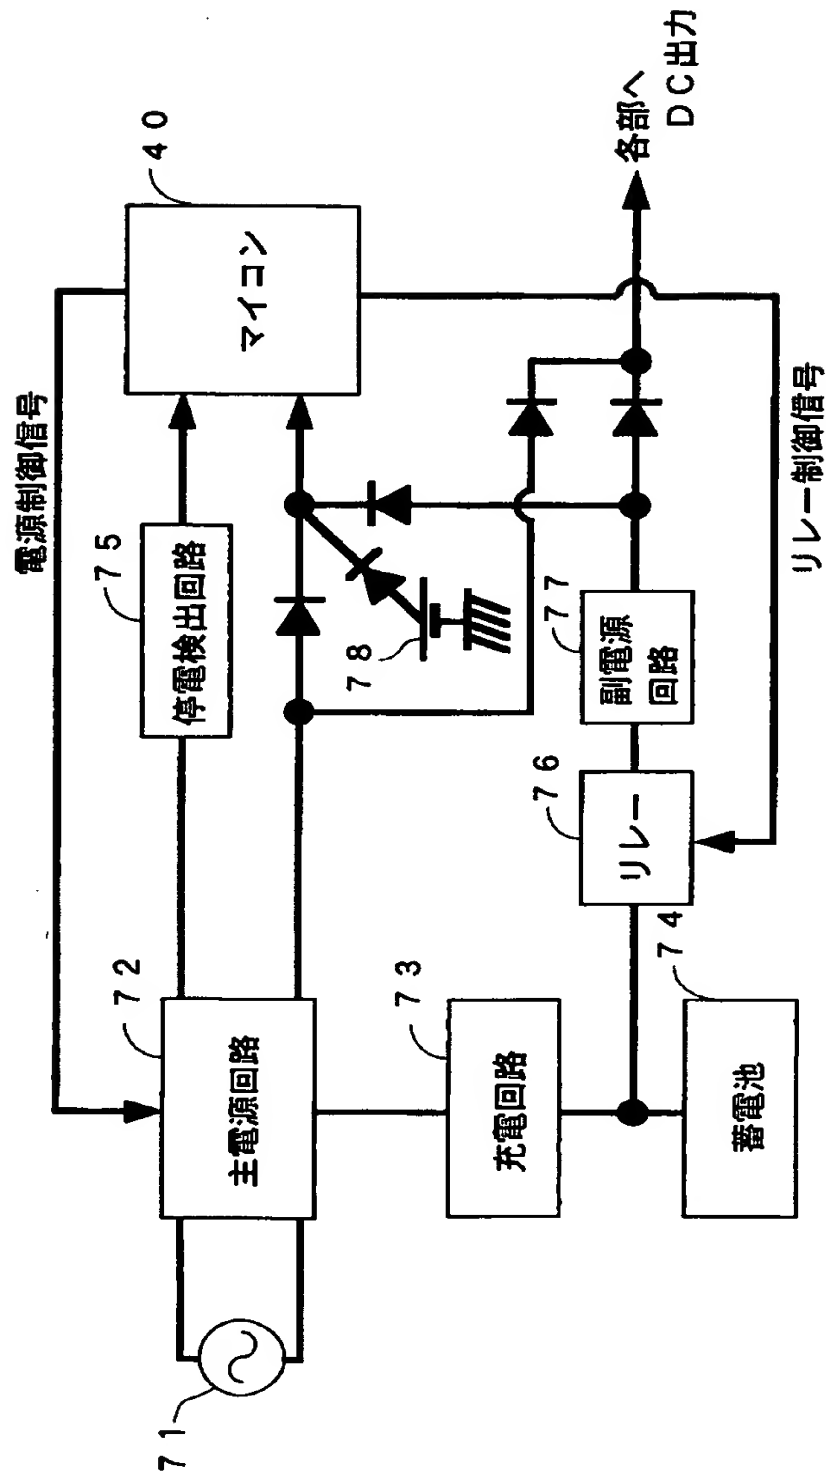 電源制御信号
40
マイコン
75
停電検出回路
72
主電源回路
71
78
各部へ
DC出力
77
副電源
回路
76
リレー
リレー制御信号
73
充電回路
74
蓄電池